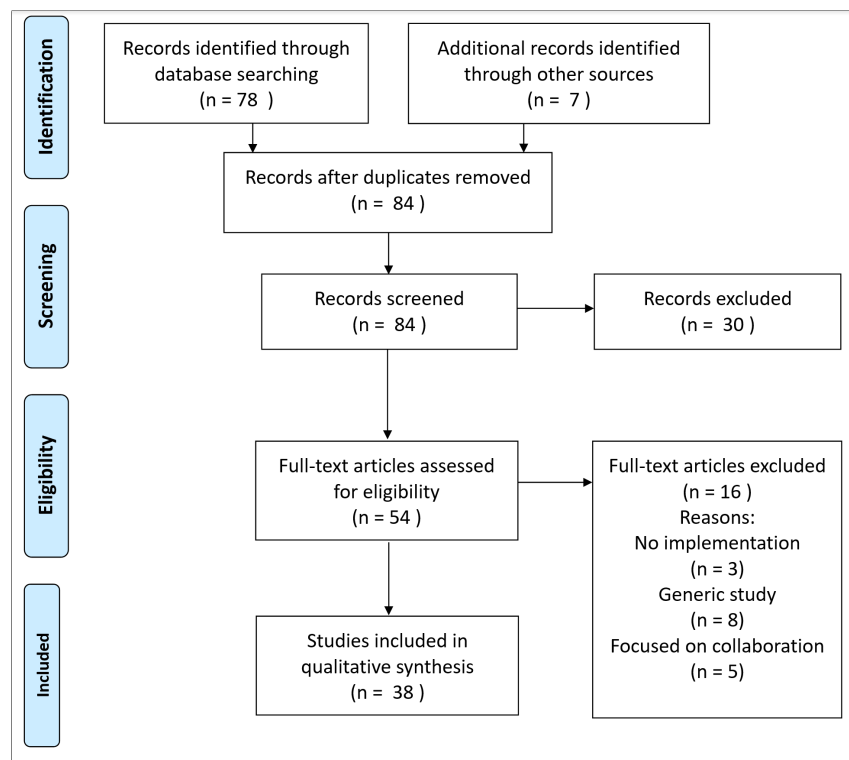 Identification
Records identified through
database searching
(n = 78 )
Additional records identified
through other sources
(n = 7 )
Records after duplicates removed
(n = 84 )
Screening
Records screened
(n = 84 )
Records excluded
(n = 30 )
Eligibility
Full-text articles assessed
for eligibility
(n = 54 )
Full-text articles excluded
(n = 16 )
Reasons:
No implementation
(n = 3)
Generic study
(n = 8)
Focused on collaboration
(n = 5)
Included
Studies included in
qualitative synthesis
(n = 38 )